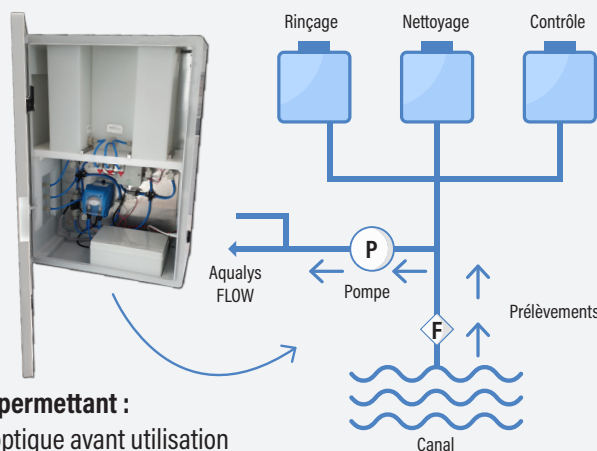 Rinçage Nettoyage Contrôle
P
Aqualys
FLOW
Pompe
Prélèvements
F
permettant :
optique avant utilisation
Canal